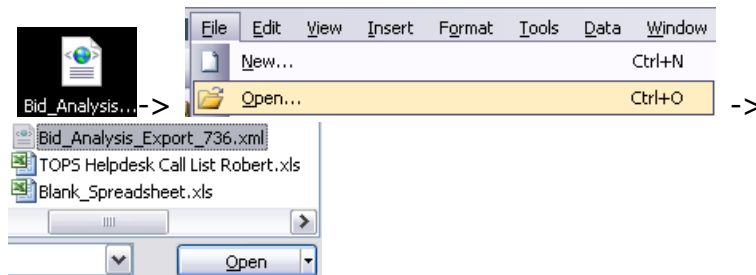 File Edit View Insert Format Tools Data Window
New... Ctrl+N
Open... Ctrl+O
Bid_Analysis... -> ->
Bid_Analysis_Export_736.xml
TOPS Helpdesk Call List Robert.xls
Blank_Spreadsheet.xls
Open